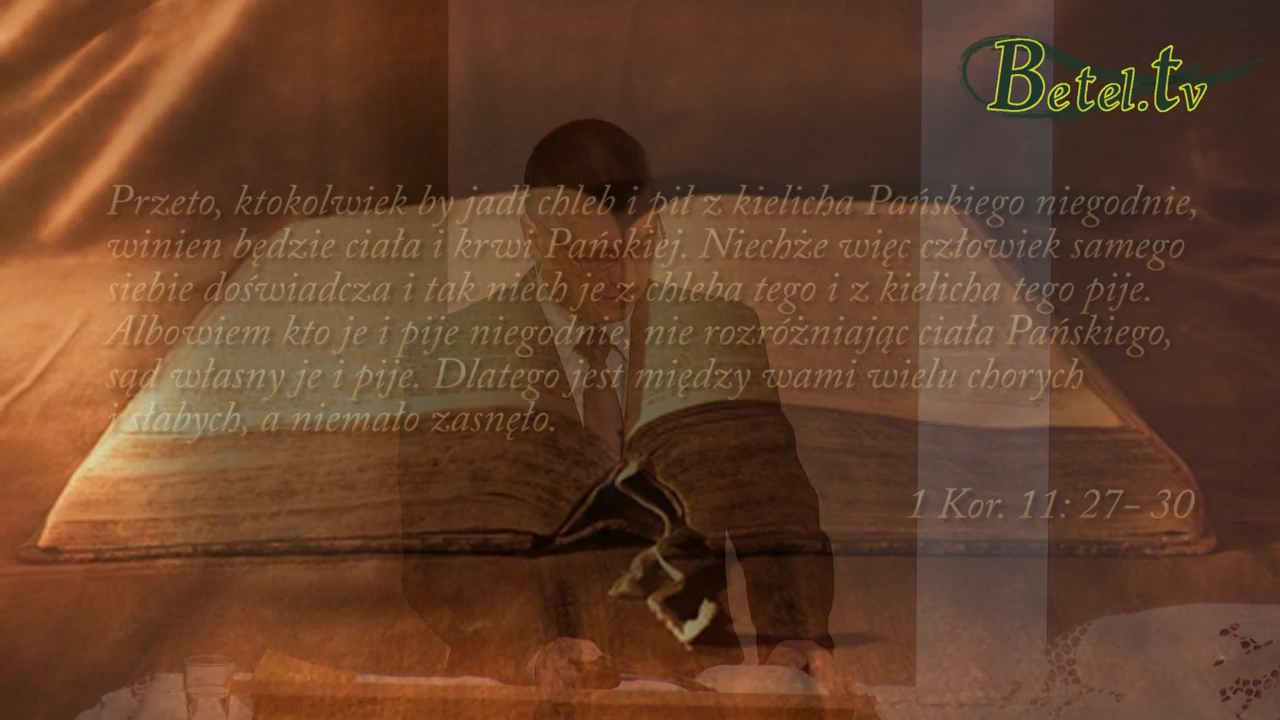 Betel.tv
Przeto, ktokolwiek by jadł chleb i pił z kielicha Pańskiego niegodnie,
winien będzie ciała i krwi Pańskiej. Niechże więc człowiek samego
siebie doświadcza i tak niech je z chleba tego i z kielicha tego pije.
Albowiem kto je i pije niegodnie, nie rozróżniając ciała Pańskiego,
sąd własny je i pije. Dlatego jest między wami wielu chorych
i słabych, a niemało zasnęło.
1 Kor. 11: 27– 30